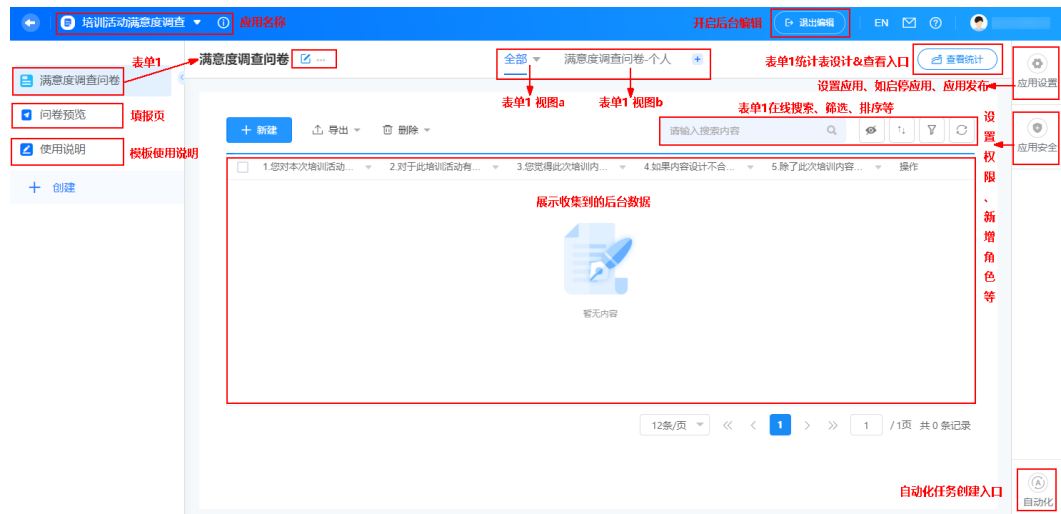 培训活动满意度调查
应用名称
开启后台编辑
退出编辑
EN
表单1
满意度调查问卷
全部
满意度调查问卷-个人
表单1统计表设计&查看入口
查看统计
满意度调查问卷
应用设置
设置应用、如启停应用、应用发布
表单1 视图a
表单1 视图b
表单1在线搜索、筛选、排序等
问卷预览
填报页
新建
导出
删除
请输入搜索内容
设置权限、新增角色等
应用安全
使用说明
模板使用说明
1.您对本次培训活动...
2.对于此培训活动有...
3.您觉得此次培训内...
4.如果内容设计不合...
5.除了此次培训内容...
操作
创建
展示收集到的后台数据
暂无内容
12条/页
1
1
/1页
共0条记录
自动化任务创建入口
自动化